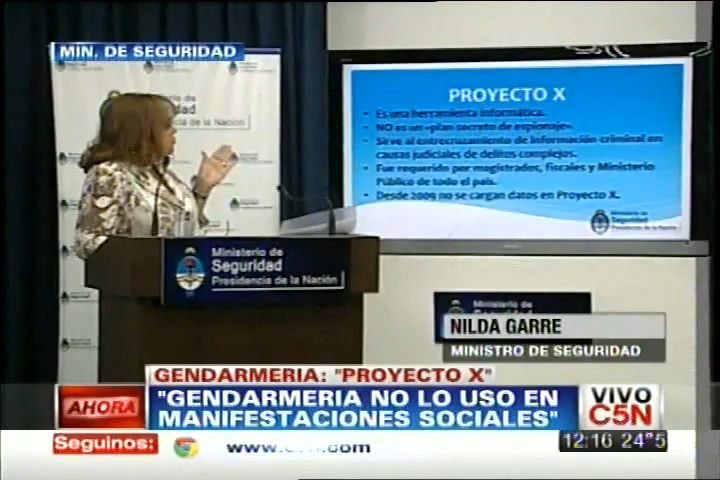 MIN. DE SEGURIDAD
PROYECTO X
• Es una herramienta informática.
• NO es un «plan secreto de espionaje».
• Sirve al entrecruzamiento de información criminal en
causas judiciales de delitos complejos.
• Fue requerido por magistrados, fiscales y Ministerio
Público de todo el país.
• Desde 2009 no se cargan datos en Proyecto X.
Ministerio de
Seguridad
Presidencia de la Nación
Ministerio de
Seguridad
Presidencia de la Nación
Ministerio de
NILDA GARRE
MINISTRO DE SEGURIDAD
GENDARMERIA: "PROYECTO X"
AHORA
"GENDARMERIA NO LO USO EN
MANIFESTACIONES SOCIALES"
VIVO
C5N
Seguinos:
12:16 24°5